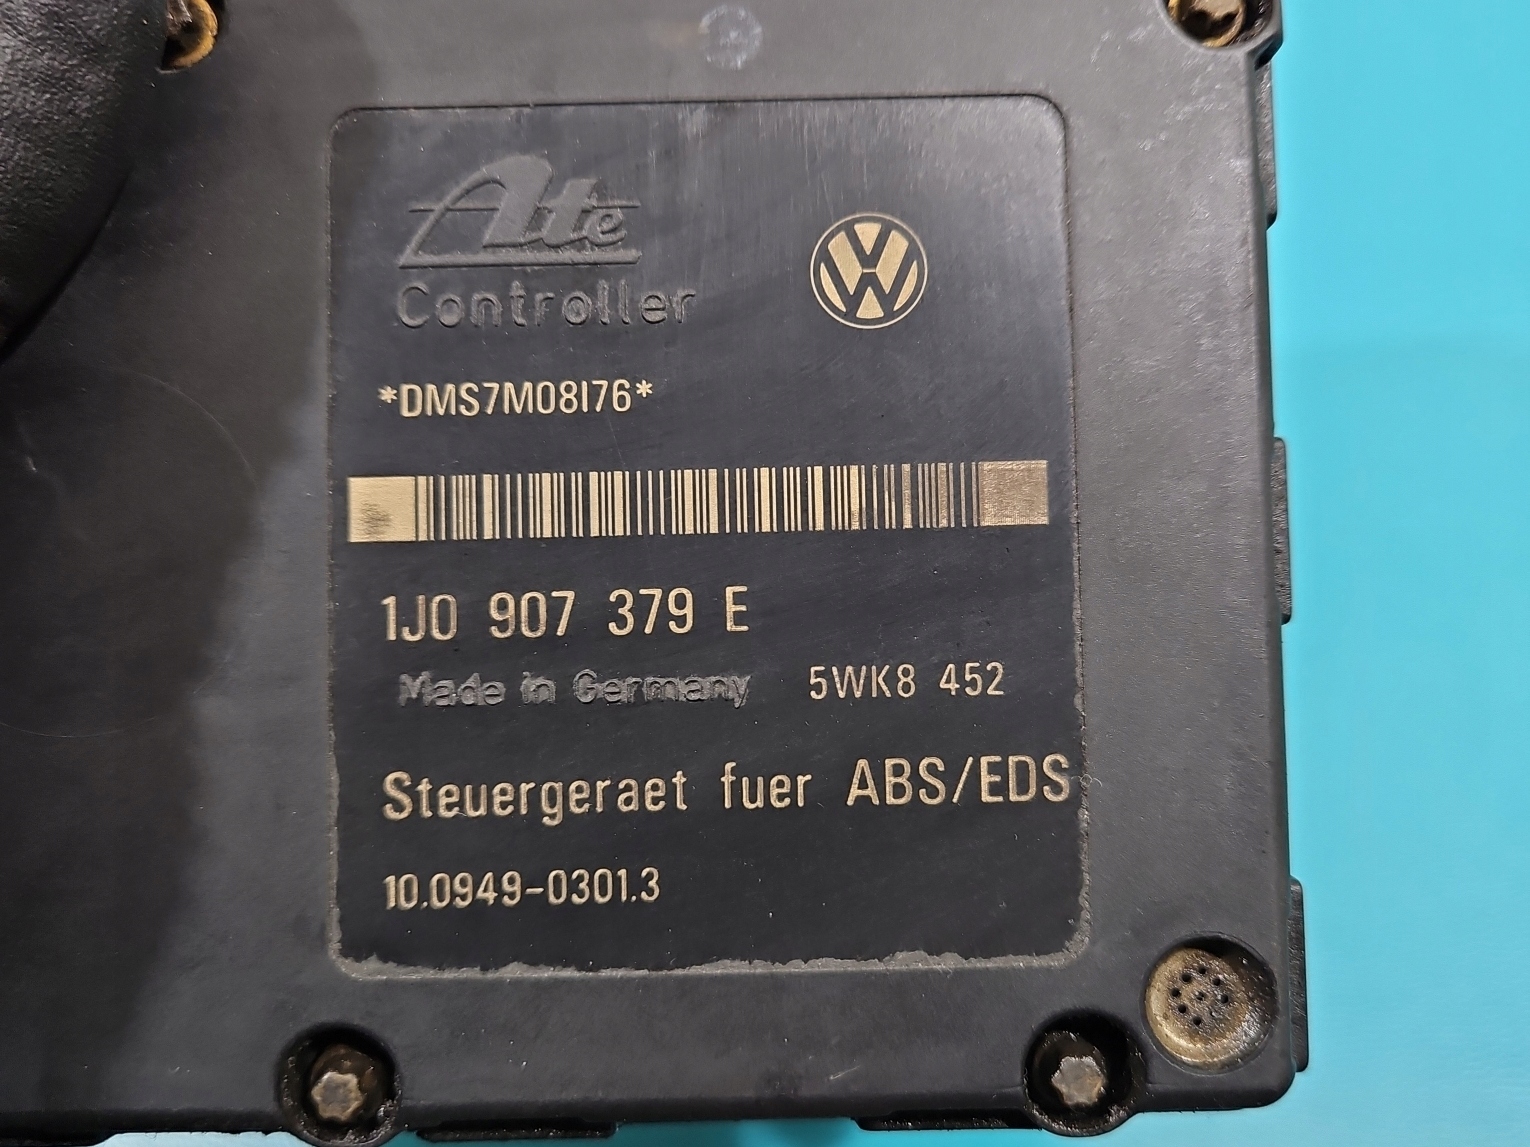 Ate
Controller
*DMS7M08I76*
1J0 907 379 E
Made in Germany 5WK8 452
Steuergeraet fuer ABS/EDS
10.0949-0301.3